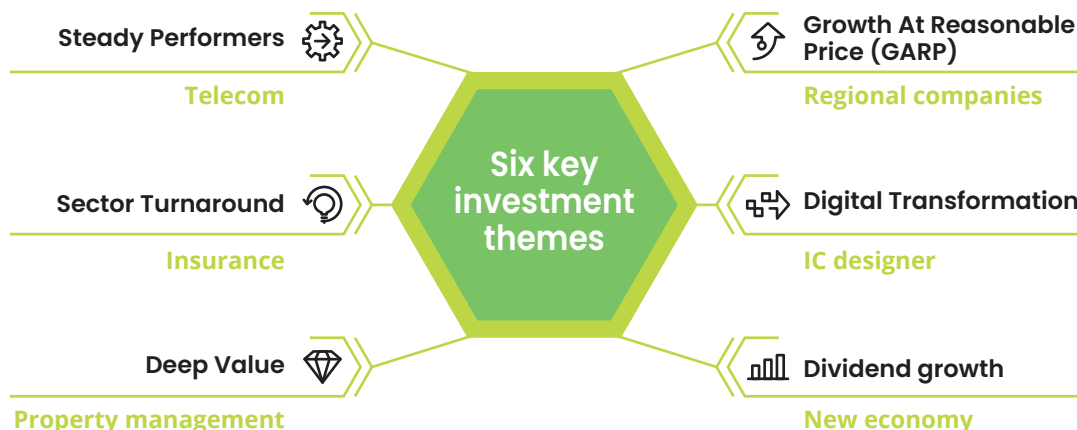 Steady Performers
Telecom
Sector Turnaround
Insurance
Deep Value
Property management
Six key
investment
themes
Growth At Reasonable
Price (GARP)
Regional companies
Digital Transformation
IC designer
Dividend growth
New economy